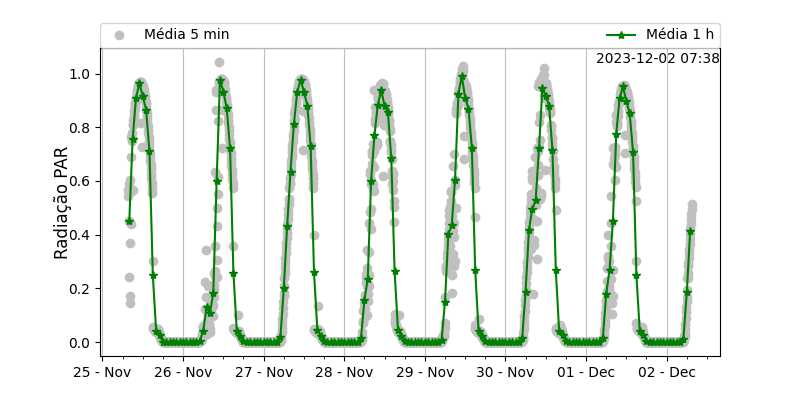 Média 5 min
Média 1 h
2023-12-02 07:38
Radiação PAR
1.0
0.8
0.6
0.4
0.2
0.0
25 - Nov
26 - Nov
27 - Nov
28 - Nov
29 - Nov
30 - Nov
01 - Dec
02 - Dec